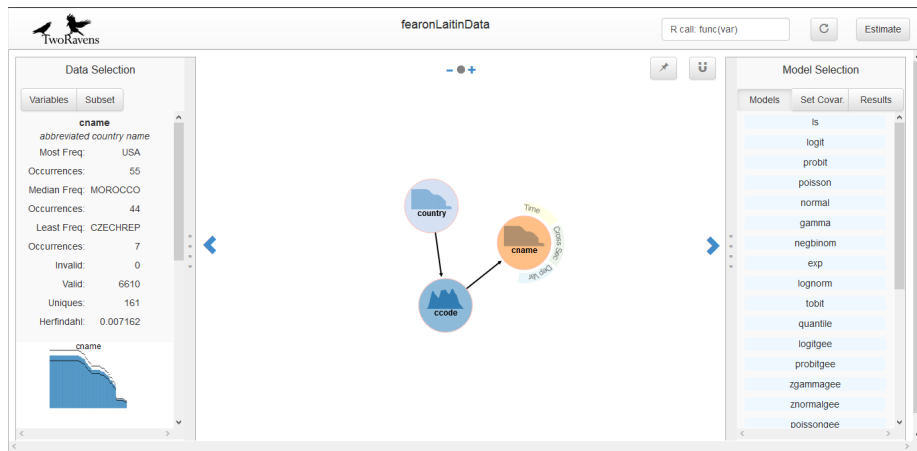 TwoRavens
fearonLaitinData
R call: func(var)
Estimate
Data Selection
Variables Subset
cname
abbreviated country name
Most Freq: USA
Occurrences: 55
Median Freq: MOROCCO
Occurrences: 44
Least Freq: CZECHREP
Occurrences: 7
Invalid: 0
Valid: 6610
Uniques: 161
Herfindahl: 0.007162
cname
country
cname
Time
Cross Sec
Dep Var
ccode
Model Selection
Models Set Covar. Results
ls
logit
probit
poisson
normal
gamma
negbinom
exp
lognorm
tobit
quantile
logitgee
probitgee
zgammagee
znormalgee
poissongee